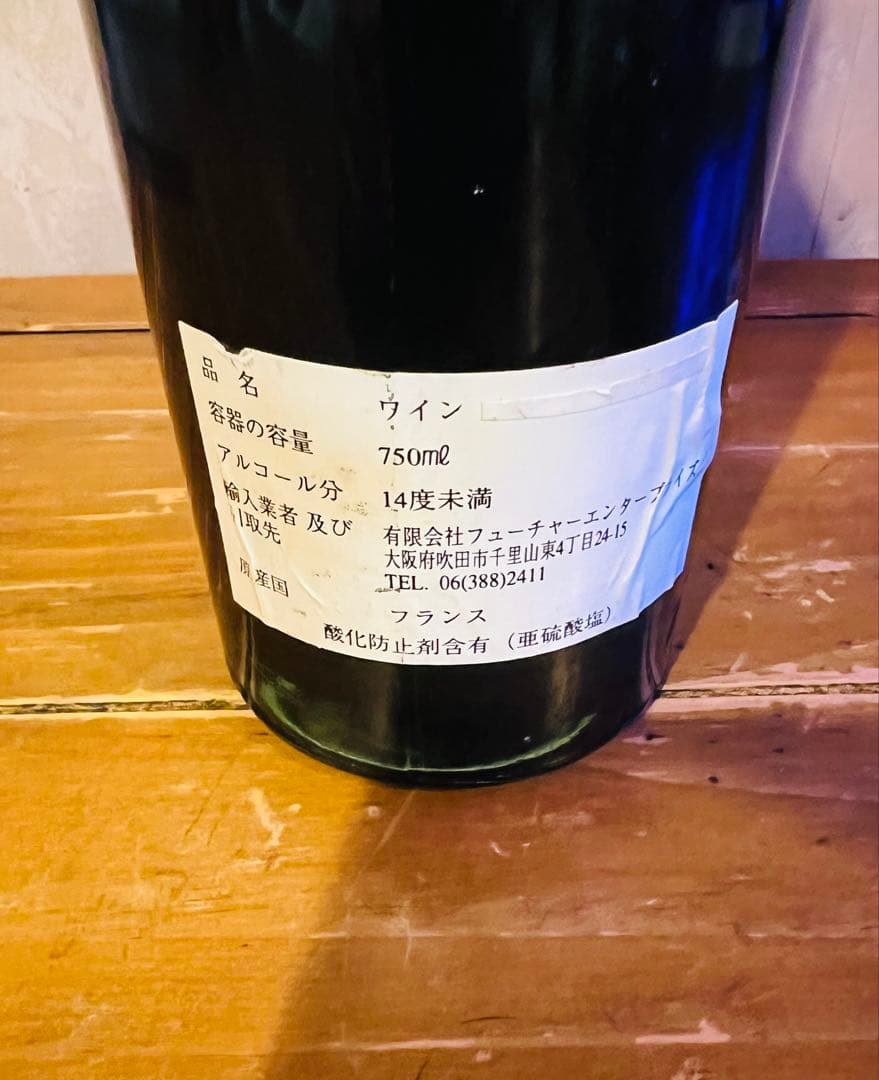 品 名 ワイン
容器の容量 750㎖
アルコール分 14度未満
輸入業者 及び 有限会社フューチャーエンタープライズ
引取先 大阪府吹田市千里山東4丁目24-15
TEL. 06(388)2411
原産国 フランス
酸化防止剤含有（亜硫酸塩）